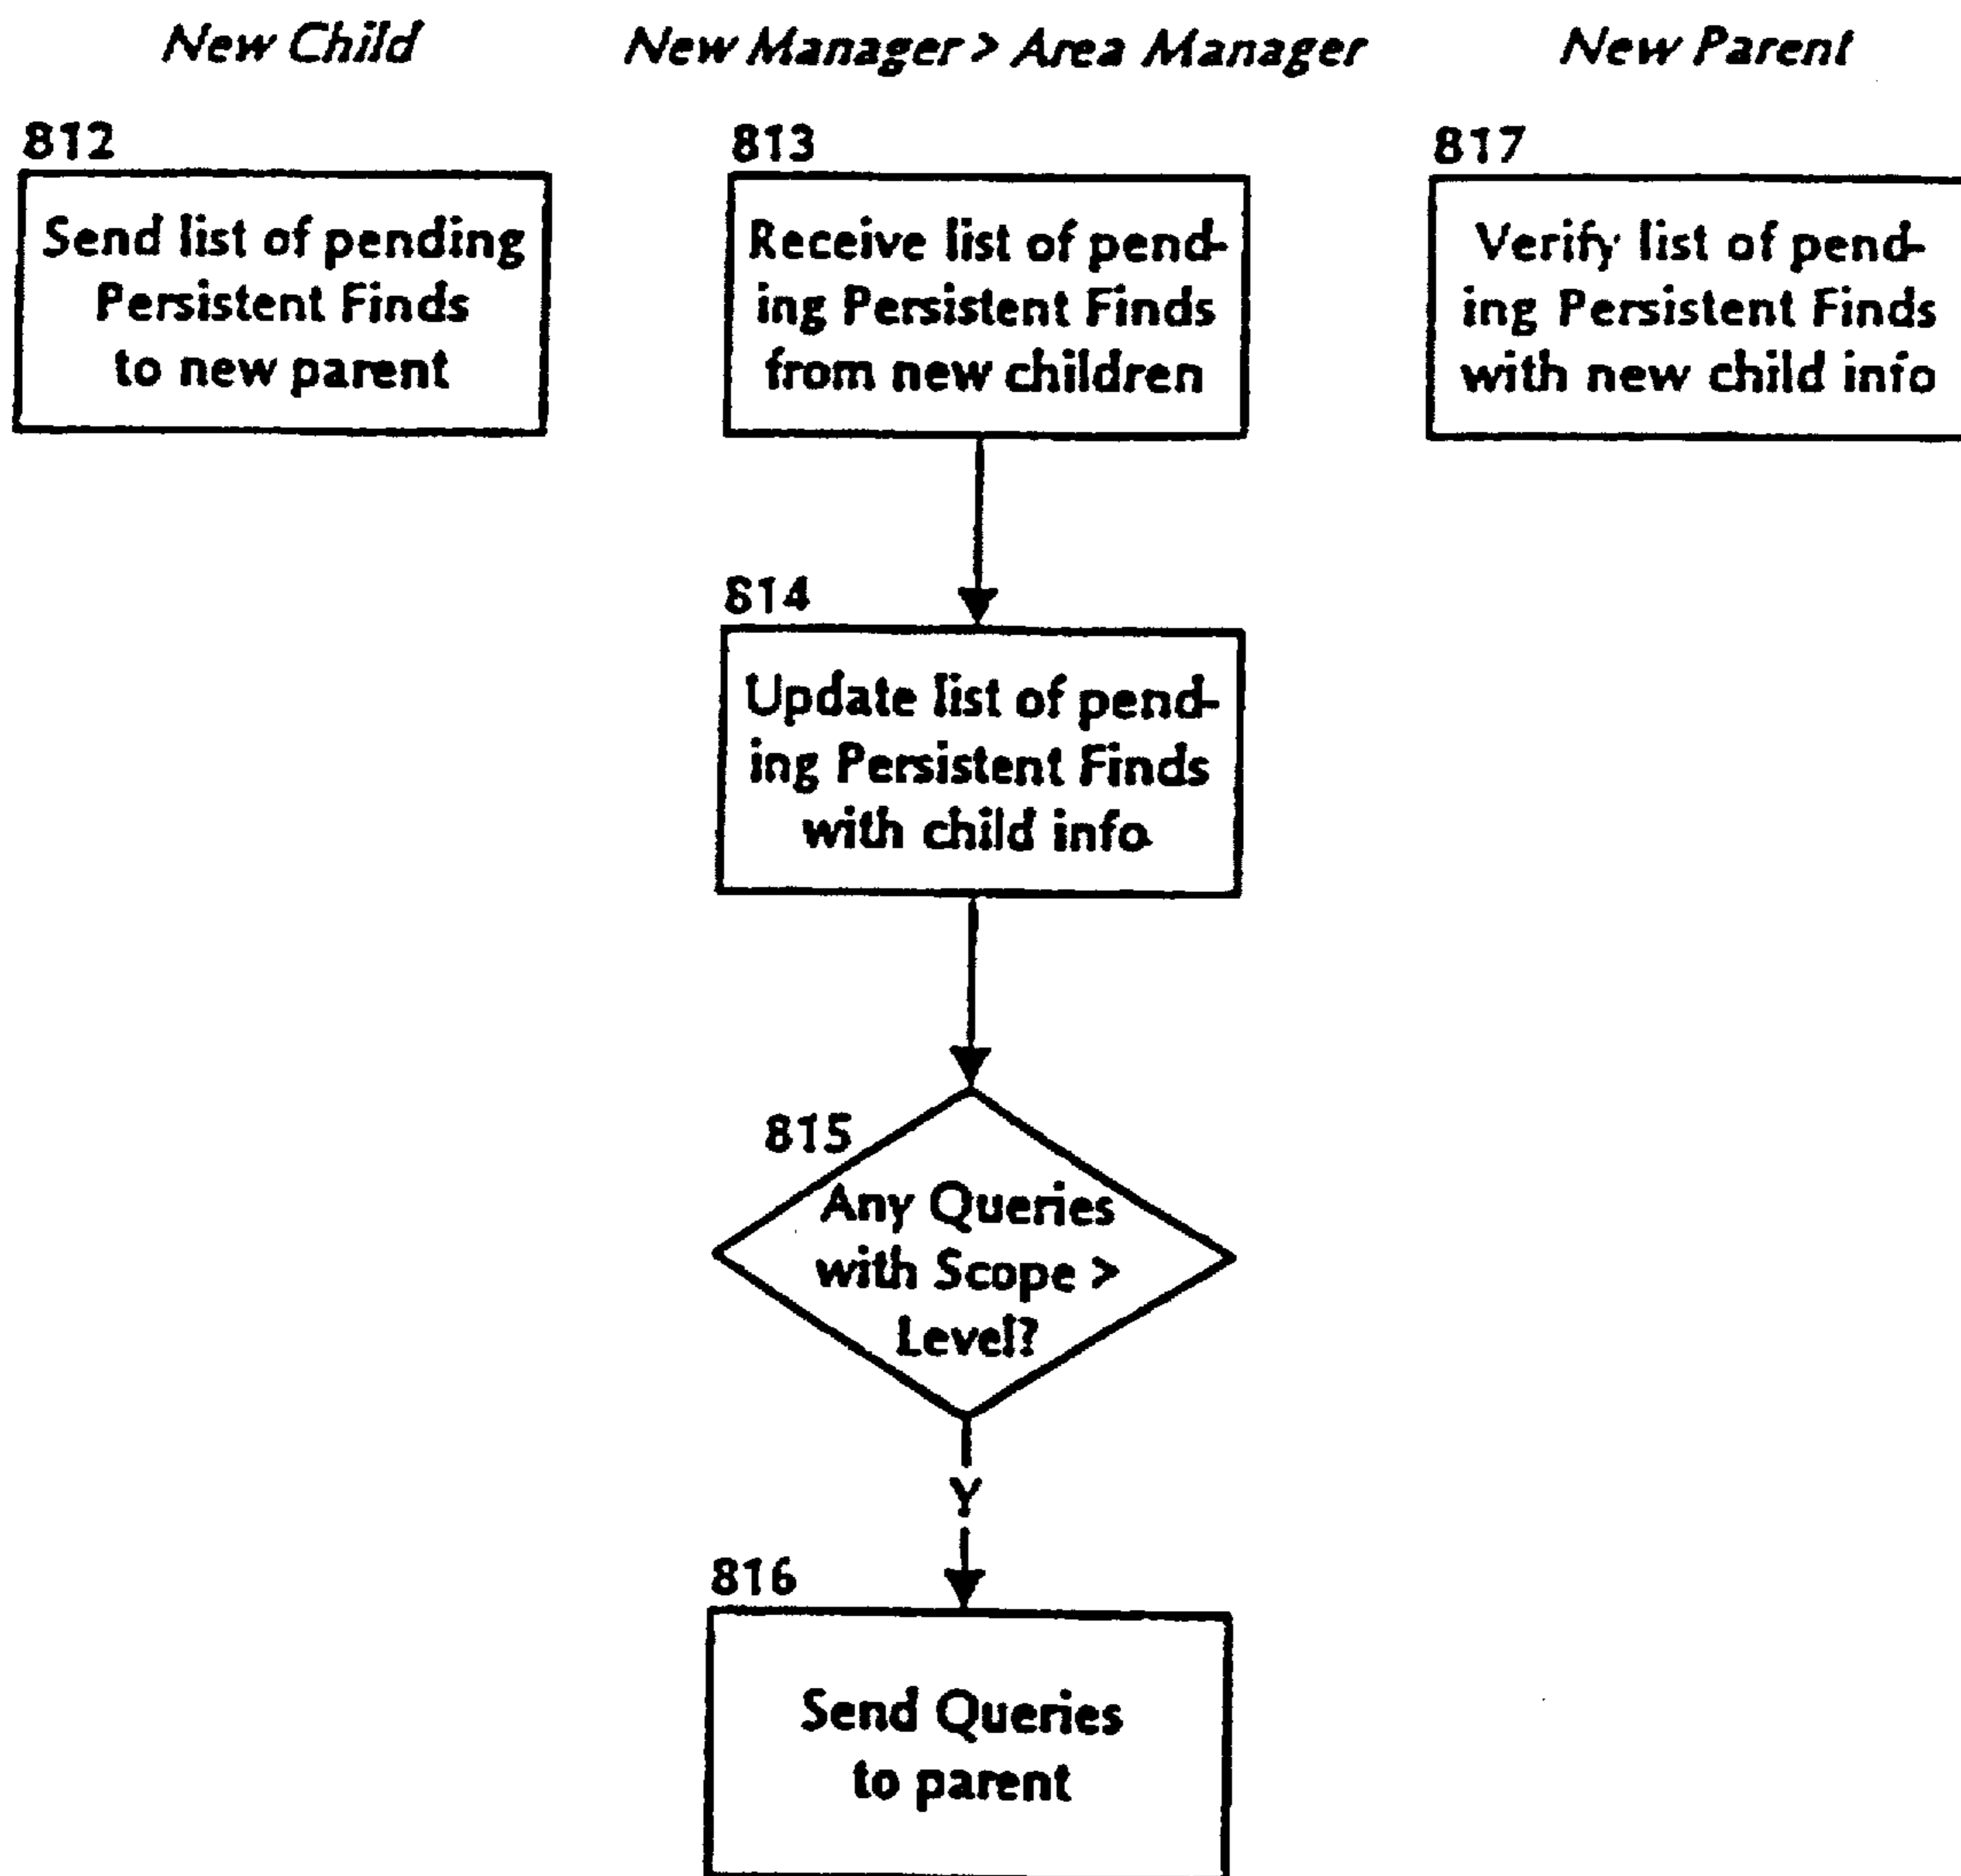 New Child
New Manager > Area Manager
New Parent
812
Send list of pending
Persistent Finds
to new parent
813
Receive list of pend-
ing Persistent Finds
from new children
817
Verify list of pend-
ing Persistent Finds
with new child info
814
Update list of pend-
ing Persistent Finds
with child info
815
Any Queries
with Scope >
Level?
Y
816
Send Queries
to parent